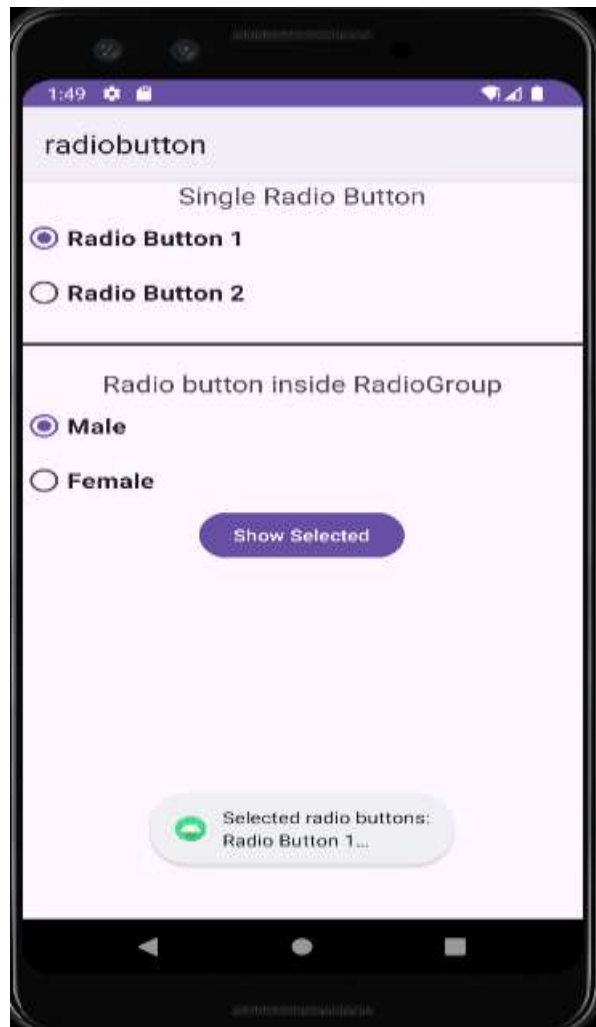 1:49
radiobutton
Single Radio Button
Radio Button 1
Radio Button 2
Radio button inside RadioGroup
Male
Female
Show Selected
Selected radio buttons:
Radio Button 1...